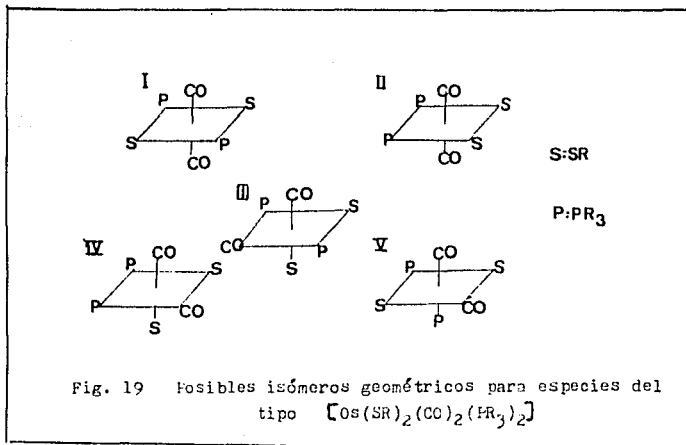 I
CO
P
S
S
P
CO
II
CO
P
S
P
S
CO
S:SR
P:PR3
III
CO
P
S
CO
P
S
IV
CO
P
S
P
CO
S
V
CO
P
S
S
CO
P
Fig. 19 Posibles isómeros geométricos para especies del
tipo [Os(SR)2(CO)2(PR3)2]